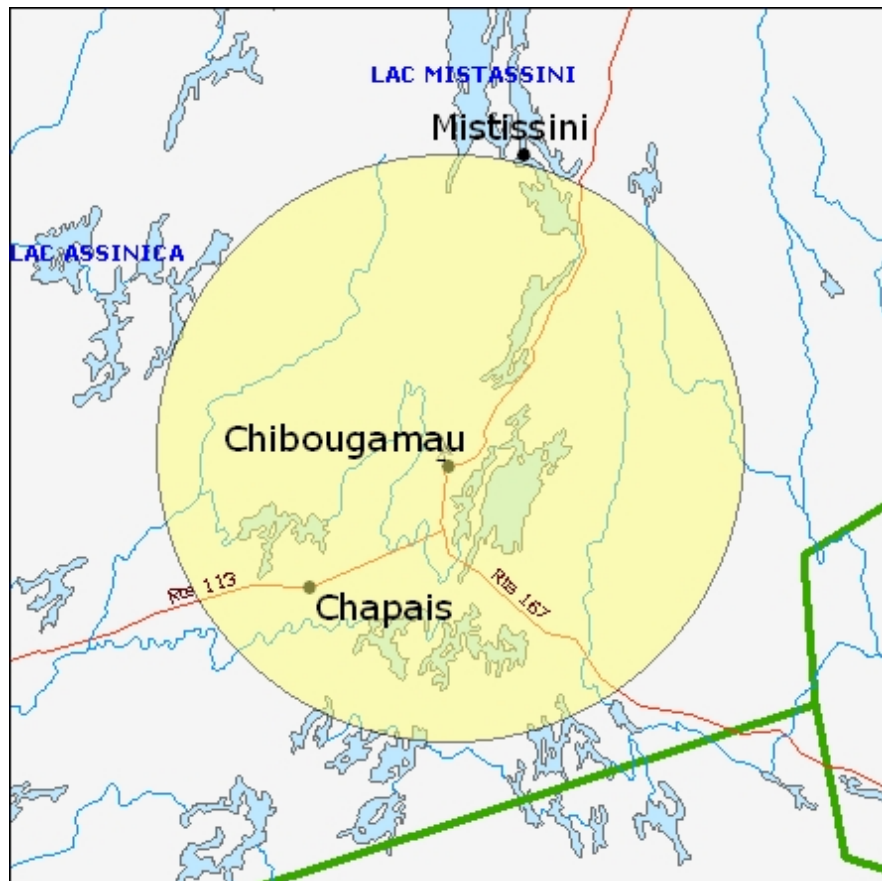 LAC MISTASSINI
Mistissini
LAC ASSINICA
Chibougamau
Rte 113
Rte 167
Chapais